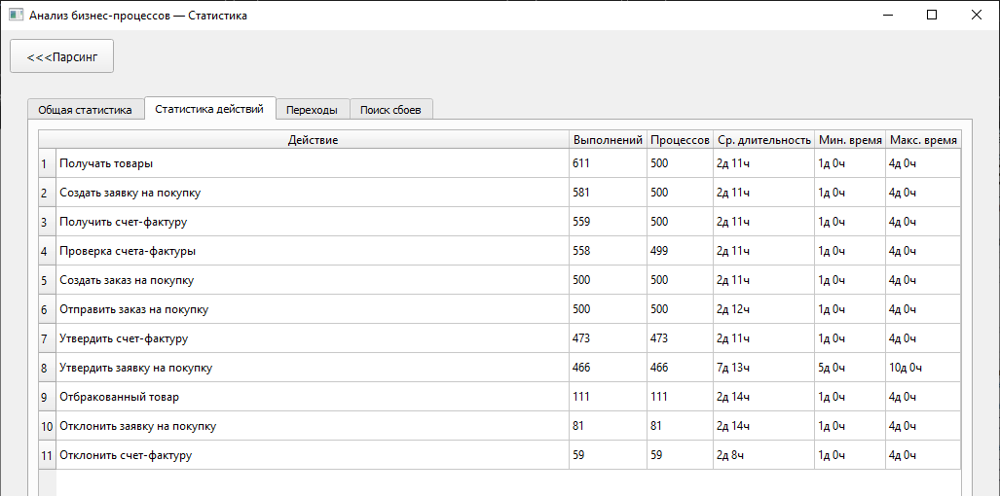 Анализ бизнес-процессов — Статистика
<<<Парсинг
Общая статистика Статистика действий Переходы Поиск сбоев
Действие Выполнений Процессов Ср. длительность Мин. время Макс. время
1 Получать товары 611 500 2д 11ч 1д 0ч 4д 0ч
2 Создать заявку на покупку 581 500 2д 11ч 1д 0ч 4д 0ч
3 Получить счет-фактуру 559 500 2д 11ч 1д 0ч 4д 0ч
4 Проверка счета-фактуры 558 499 2д 11ч 1д 0ч 4д 0ч
5 Создать заказ на покупку 500 500 2д 11ч 1д 0ч 4д 0ч
6 Отправить заказ на покупку 500 500 2д 12ч 1д 0ч 4д 0ч
7 Утвердить счет-фактуру 473 473 2д 11ч 1д 0ч 4д 0ч
8 Утвердить заявку на покупку 466 466 7д 13ч 5д 0ч 10д 0ч
9 Отбракованный товар 111 111 2д 14ч 1д 0ч 4д 0ч
10 Отклонить заявку на покупку 81 81 2д 14ч 1д 0ч 4д 0ч
11 Отклонить счет-фактуру 59 59 2д 8ч 1д 0ч 4д 0ч